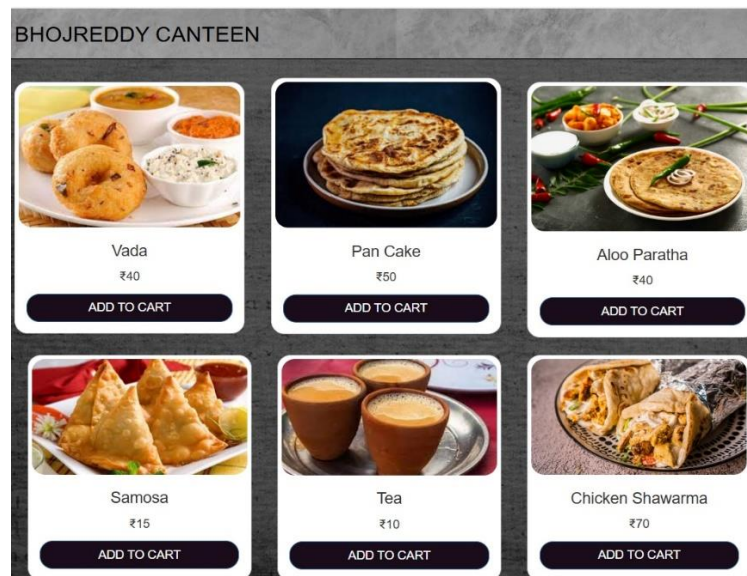 BHOJREDDY CANTEEN
Vada
₹40
ADD TO CART
Pan Cake
₹50
ADD TO CART
Aloo Paratha
₹40
ADD TO CART
Samosa
₹15
ADD TO CART
Tea
₹10
ADD TO CART
Chicken Shawarma
₹70
ADD TO CART